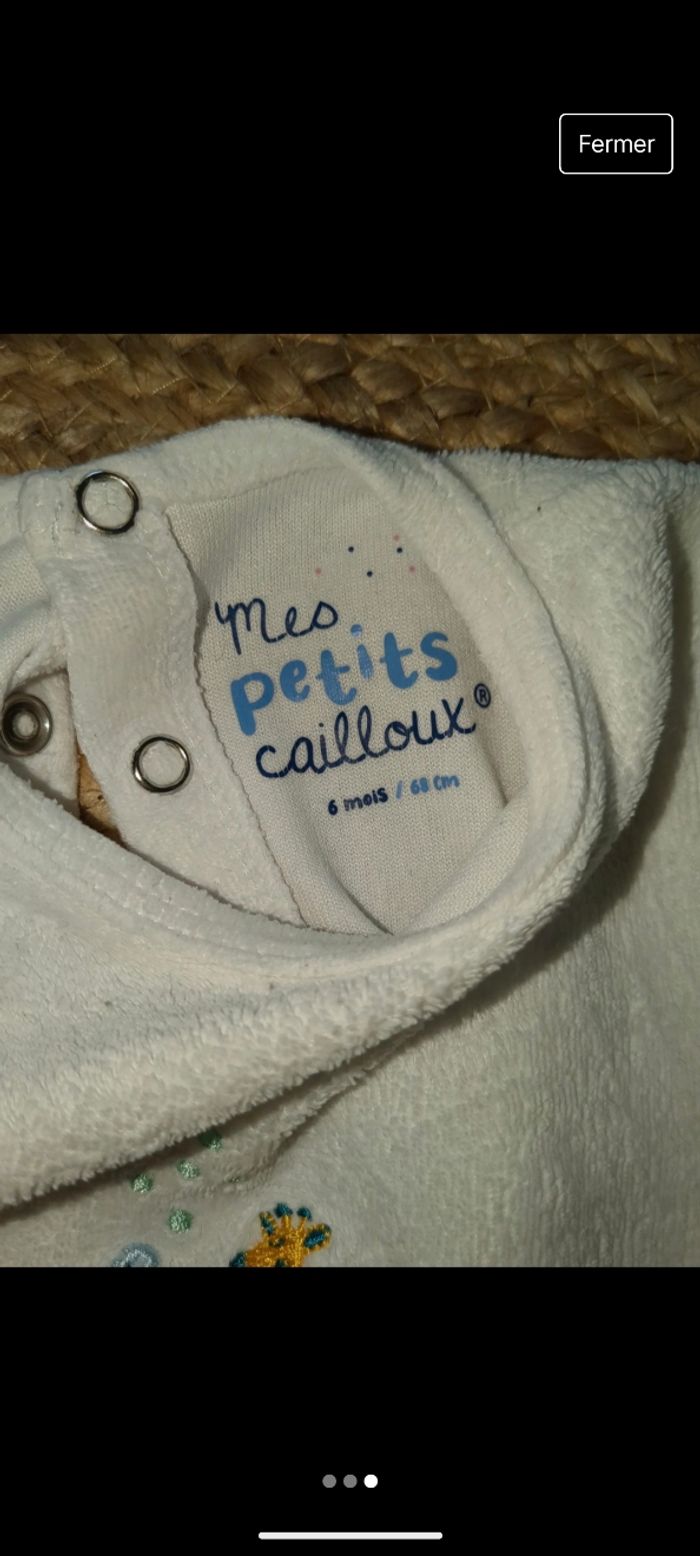 Fermer
Mes
petits
cailloux®
6 mois / 68 cm